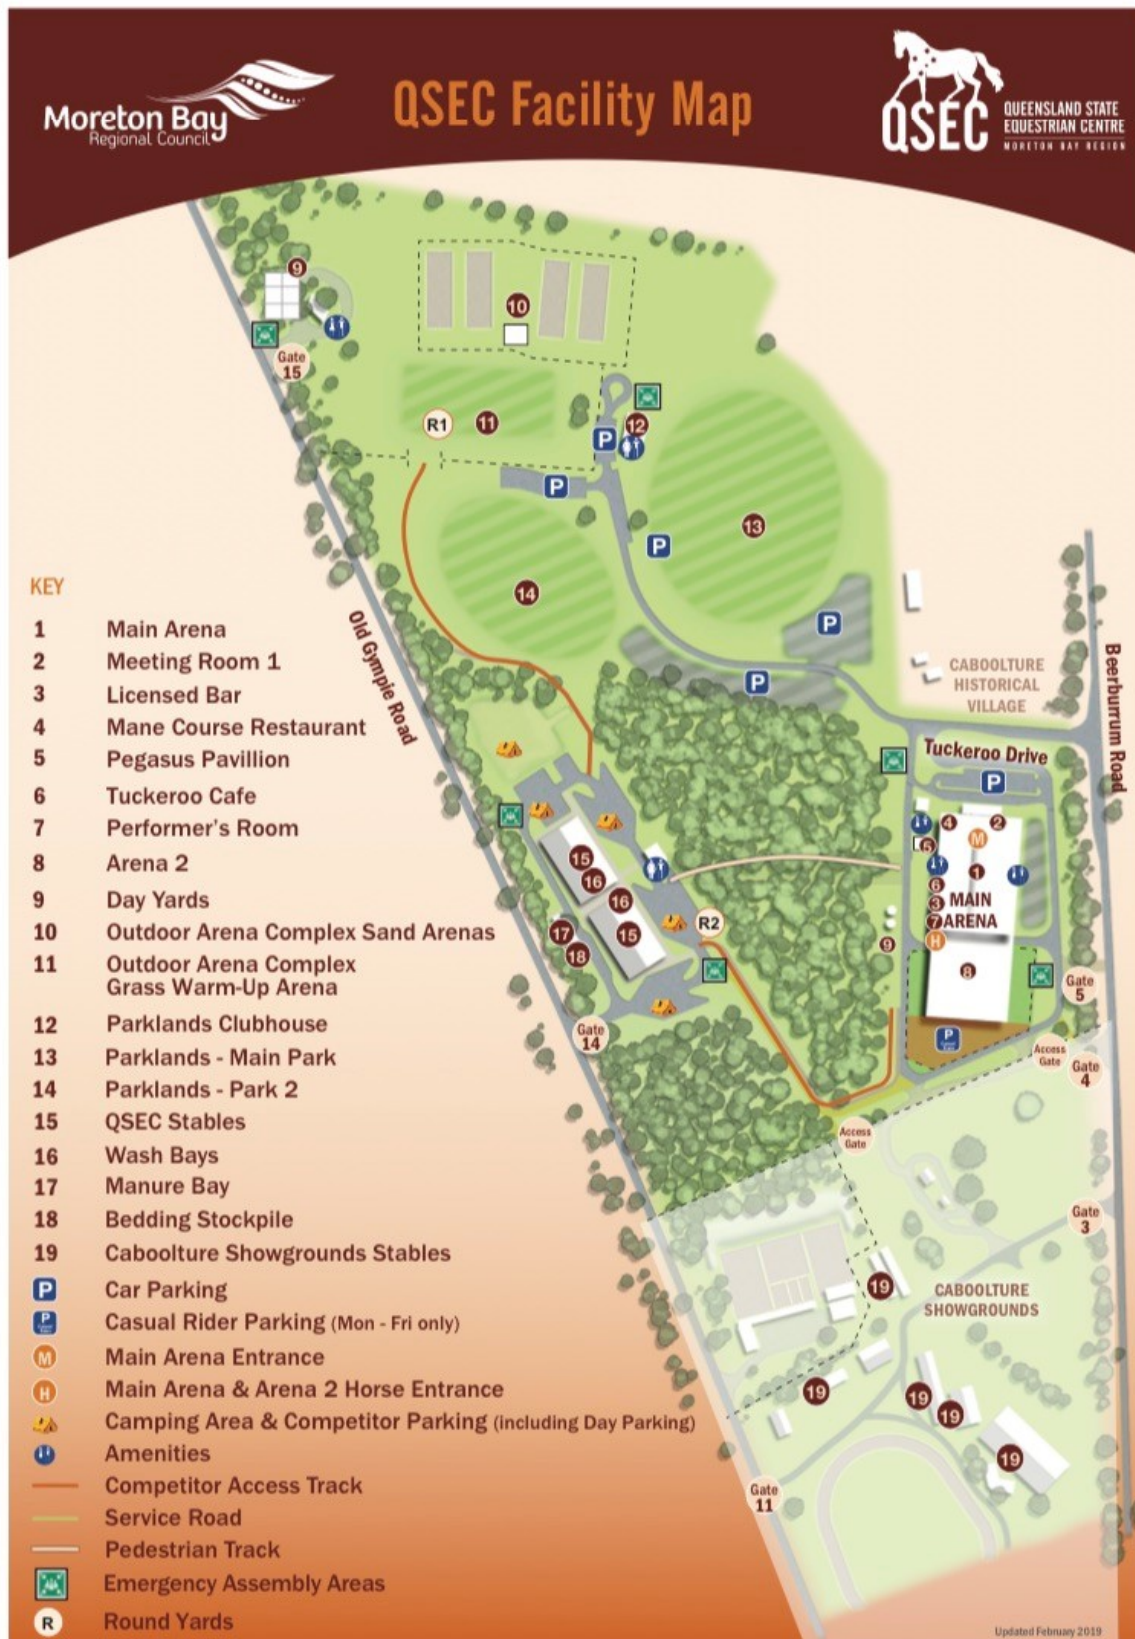 Moreton Bay
Regional Council
QSEC Facility Map
QSEC
QUEENSLAND STATE
EQUESTRIAN CENTRE
MORETON BAY REGION
9
Gate
15
10
R1
11
12
P
P
P
13
14
P
P
Old Gympie Road
Beerburrum Road
CABOOLTURE
HISTORICAL
VILLAGE
Tuckeroo Drive
P
4
2
M
5
1
6
3
MAIN
7
ARENA
H
9
8
P
15
16
16
15
R2
17
18
Gate
14
Gate
5
Access
Gate
Gate
4
Access
Gate
Gate
3
19
CABOOLTURE
SHOWGROUNDS
19
19
19
19
Gate
11
KEY
1 Main Arena
2 Meeting Room 1
3 Licensed Bar
4 Mane Course Restaurant
5 Pegasus Pavillion
6 Tuckeroo Cafe
7 Performer's Room
8 Arena 2
9 Day Yards
10 Outdoor Arena Complex Sand Arenas
11 Outdoor Arena Complex
Grass Warm-Up Arena
12 Parklands Clubhouse
13 Parklands - Main Park
14 Parklands - Park 2
15 QSEC Stables
16 Wash Bays
17 Manure Bay
18 Bedding Stockpile
19 Caboolture Showgrounds Stables
P Car Parking
P Casual Rider Parking (Mon - Fri only)
M Main Arena Entrance
H Main Arena & Arena 2 Horse Entrance
Camping Area & Competitor Parking (including Day Parking)
Amenities
Competitor Access Track
Service Road
Pedestrian Track
Emergency Assembly Areas
R Round Yards
Updated February 2019